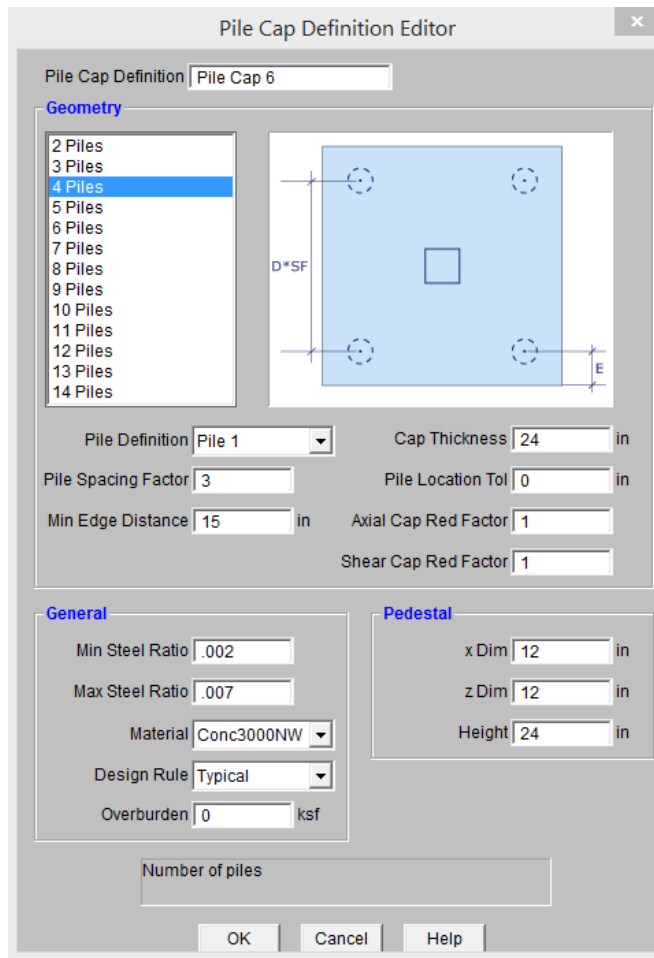 Pile Cap Definition Editor
x
Pile Cap Definition Pile Cap 6
Geometry
2 Piles
3 Piles
4 Piles
5 Piles
6 Piles
7 Piles
8 Piles
9 Piles
10 Piles
11 Piles
12 Piles
13 Piles
14 Piles
D*SF
E
Pile Definition Pile 1
Cap Thickness 24 in
Pile Spacing Factor 3
Pile Location Tol 0 in
Min Edge Distance 15 in
Axial Cap Red Factor 1
Shear Cap Red Factor 1
General
Min Steel Ratio .002
Max Steel Ratio .007
Material Conc3000NW
Design Rule Typical
Overburden 0 ksf
Pedestal
x Dim 12 in
z Dim 12 in
Height 24 in
Number of piles
OK Cancel Help